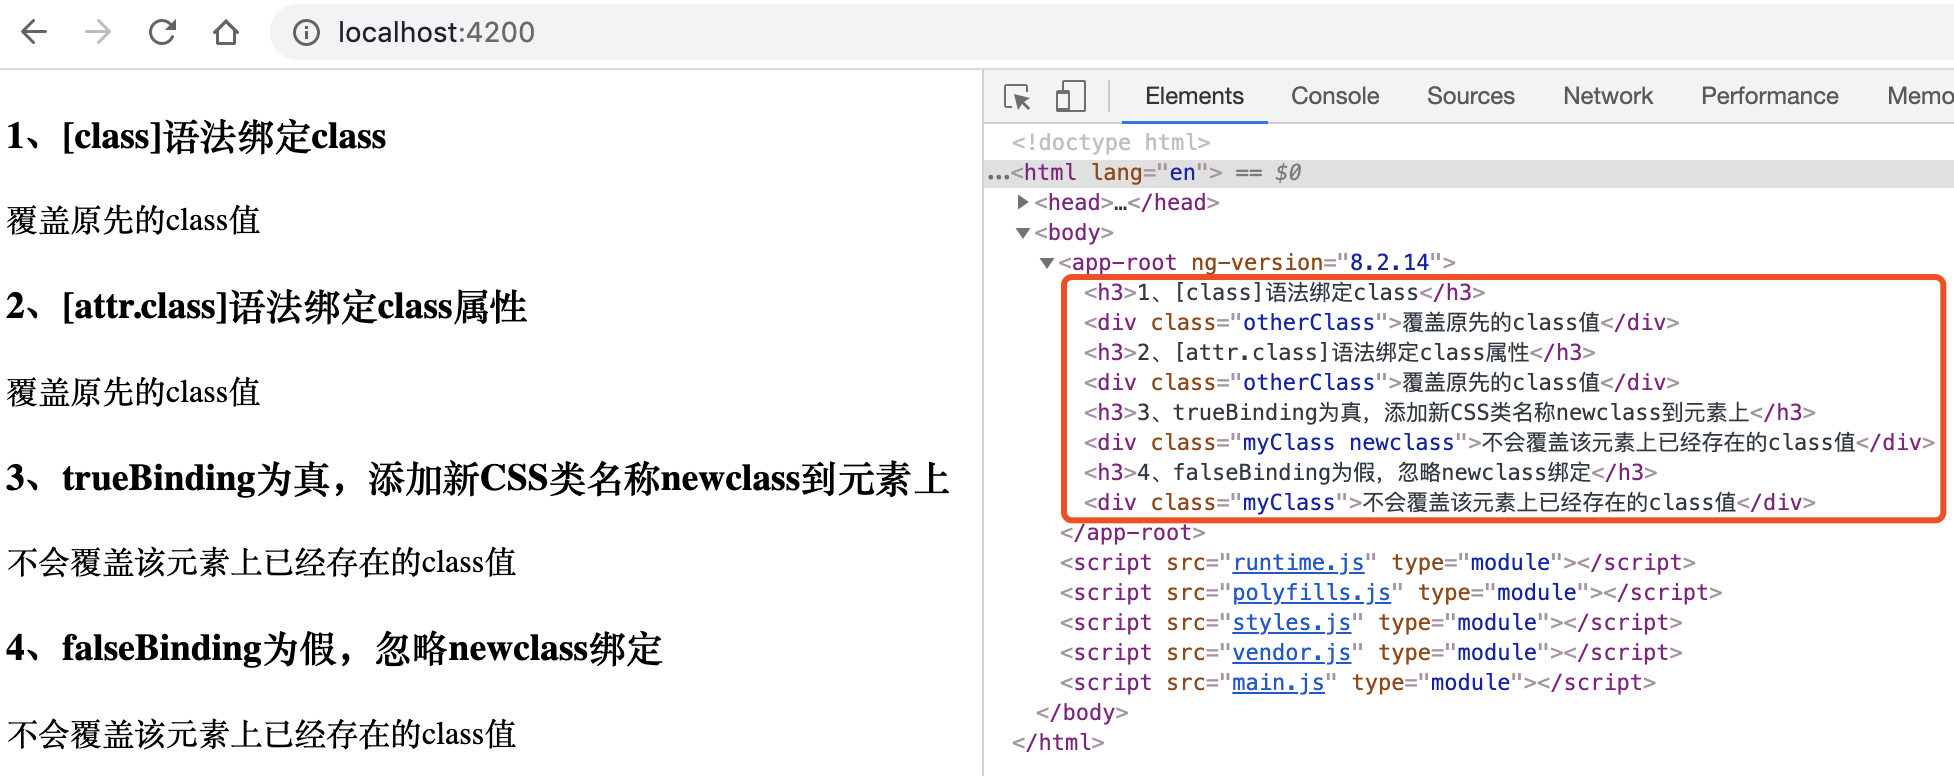 localhost:4200
1、[class]语法绑定class
覆盖原先的class值
2、[attr.class]语法绑定class属性
覆盖原先的class值
3、trueBinding为真，添加新CSS类名称newclass到元素上
不会覆盖该元素上已经存在的class值
4、falseBinding为假，忽略newclass绑定
不会覆盖该元素上已经存在的class值
Elements Console Sources Network Performance Memo
<!doctype html>
...<html lang="en"> == $0
<head>…</head>
<body>
<app-root ng-version="8.2.14">
<h3>1、[class]语法绑定class</h3>
<div class="otherClass">覆盖原先的class值</div>
<h3>2、[attr.class]语法绑定class属性</h3>
<div class="otherClass">覆盖原先的class值</div>
<h3>3、trueBinding为真，添加新CSS类名称newclass到元素上</h3>
<div class="myClass newclass">不会覆盖该元素上已经存在的class值</div>
<h3>4、falseBinding为假，忽略newclass绑定</h3>
<div class="myClass">不会覆盖该元素上已经存在的class值</div>
</app-root>
<script src="runtime.js" type="module"></script>
<script src="polyfills.js" type="module"></script>
<script src="styles.js" type="module"></script>
<script src="vendor.js" type="module"></script>
<script src="main.js" type="module"></script>
</body>
</html>